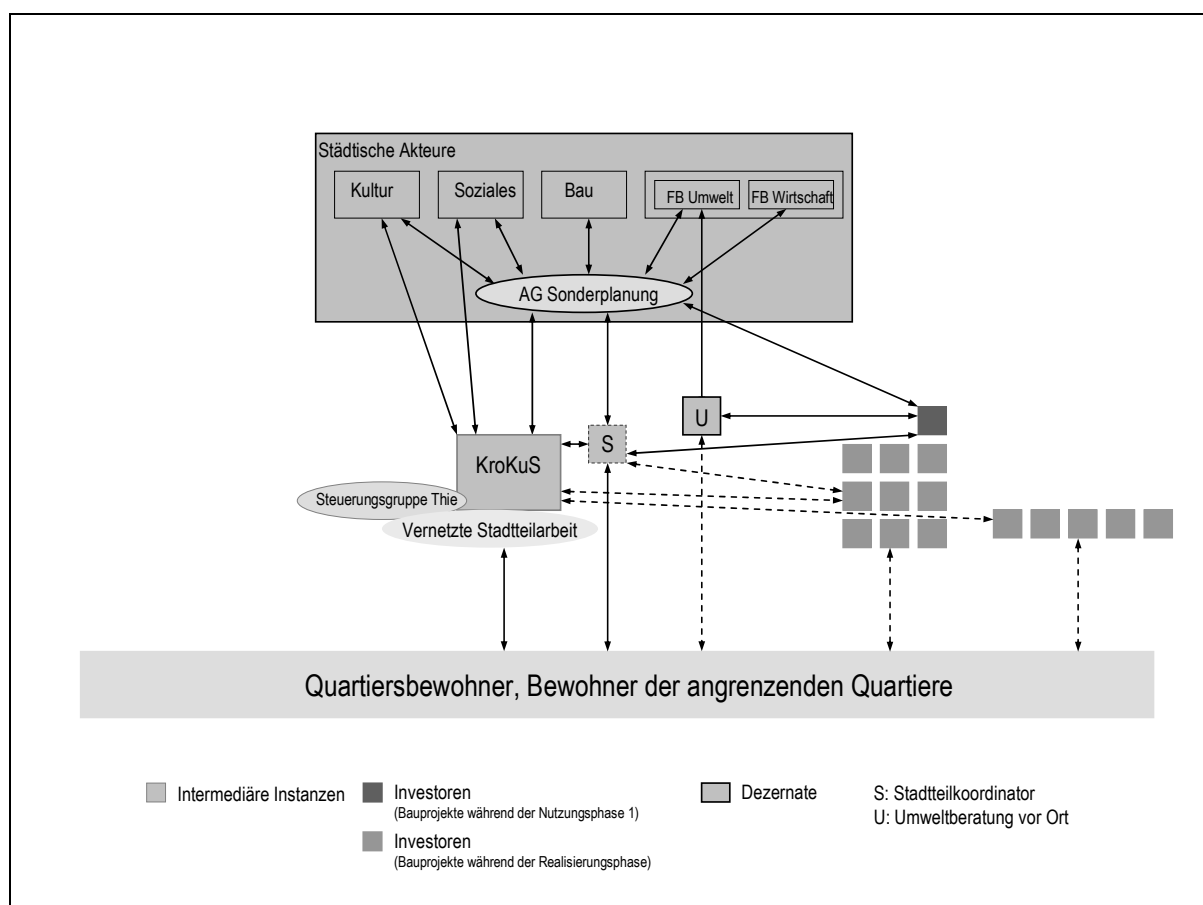 Städtische Akteure
Kultur
Soziales
Bau
FB Umwelt
FB Wirtschaft
AG Sonderplanung
U
S
KroKuS
Steuerungsgruppe Thie
Vernetzte Stadtteilarbeit
Quartiersbewohner, Bewohner der angrenzenden Quartiere
Intermediäre Instanzen
Investoren
(Bauprojekte während der Nutzungsphase 1)
Investoren
(Bauprojekte während der Realisierungsphase)
Dezernate
S: Stadtteilkoordinator
U: Umweltberatung vor Ort